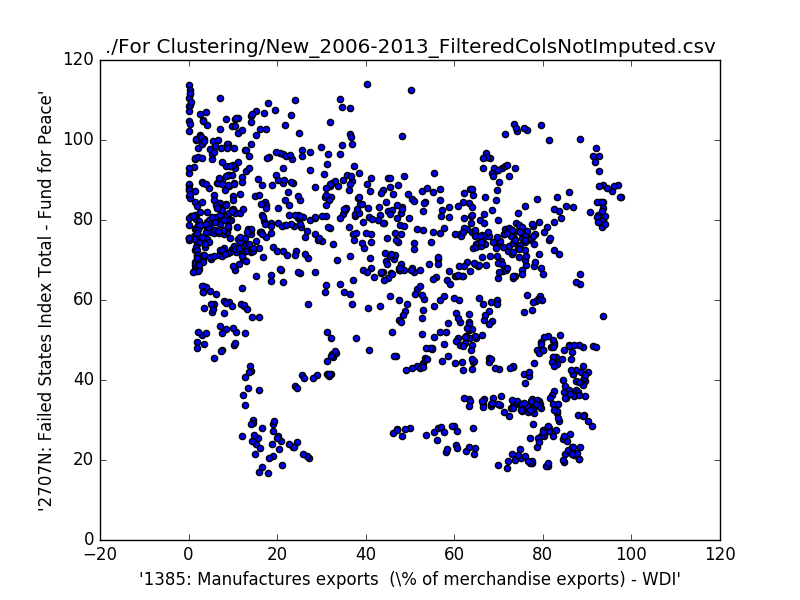 ./For Clustering/New_2006-2013_FilteredColsNotImputed.csv
120
100
80
60
40
20
0
'2707N: Failed States Index Total - Fund for Peace'
−20 0 20 40 60 80 100 120
'1385: Manufactures exports (\% of merchandise exports) - WDI'